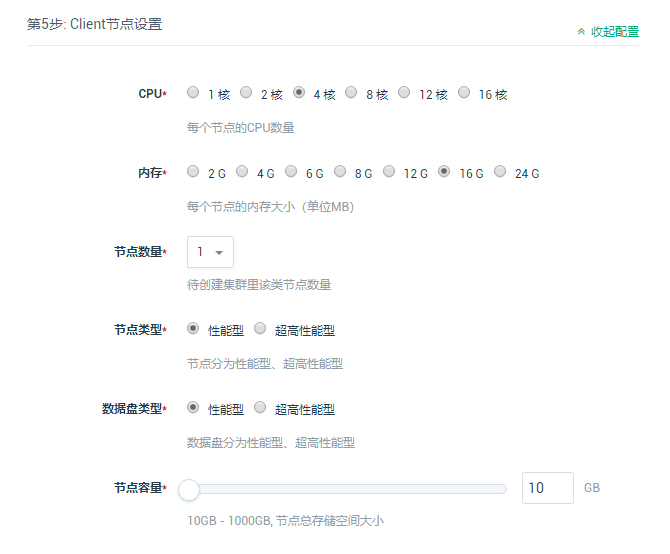 第5步: Client节点设置
收起配置
CPU* 1 核 2 核 4 核 8 核 12 核 16 核
每个节点的CPU数量
内存* 2 G 4 G 6 G 8 G 12 G 16 G 24 G
每个节点的内存大小（单位MB）
节点数量* 1
待创建集群里该类节点数量
节点类型* 性能型 超高性能型
节点分为性能型、超高性能型
数据盘类型* 性能型 超高性能型
数据盘分为性能型、超高性能型
节点容量* 10 GB
10GB - 1000GB, 节点总存储空间大小